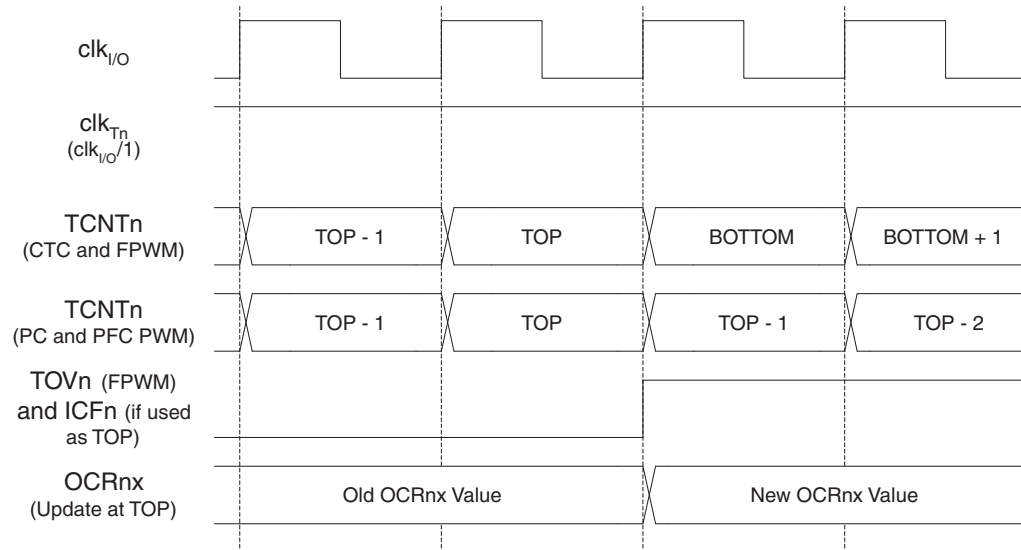 clkI/O
clkTn
(clkI/O/1)
TCNTn
(CTC and FPWM)
TOP - 1
TOP
BOTTOM
BOTTOM + 1
TCNTn
(PC and PFC PWM)
TOP - 1
TOP
TOP - 1
TOP - 2
TOVn (FPWM)
and ICFn (if used
as TOP)
OCRnx
(Update at TOP)
Old OCRnx Value
New OCRnx Value